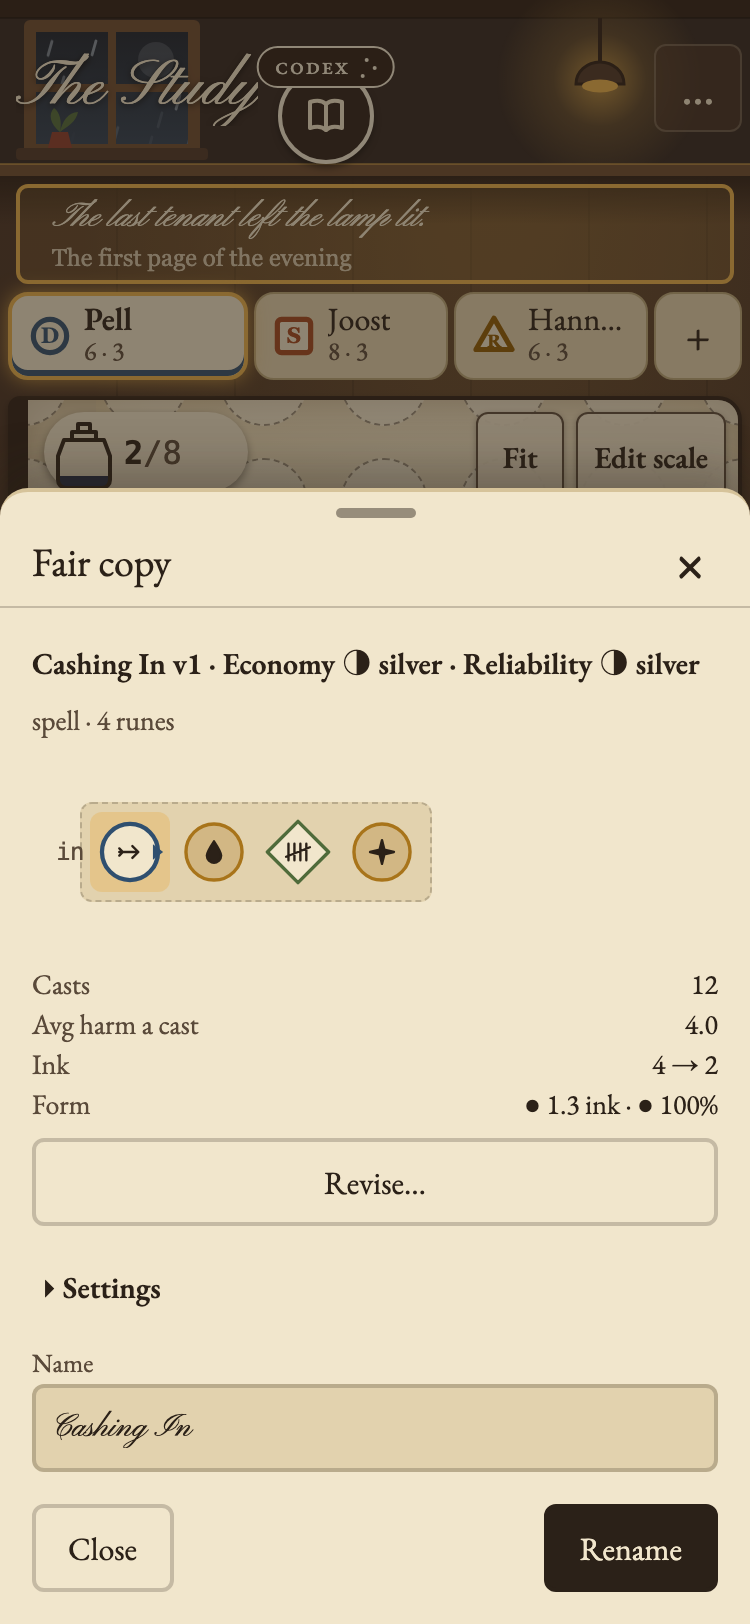 The Study
CODEX
...
The last tenant left the lamp lit.
The first page of the evening
D Pell
6 · 3
S Joost
8 · 3
R Hann...
6 · 3
+
2/8
Fit
Edit scale
Fair copy
Cashing In v1 · Economy ◑ silver · Reliability ◑ silver
spell · 4 runes
in
Casts 12
Avg harm a cast 4.0
Ink 4 → 2
Form ● 1.3 ink · ● 100%
Revise...
Settings
Name
Cashing In
Close
Rename